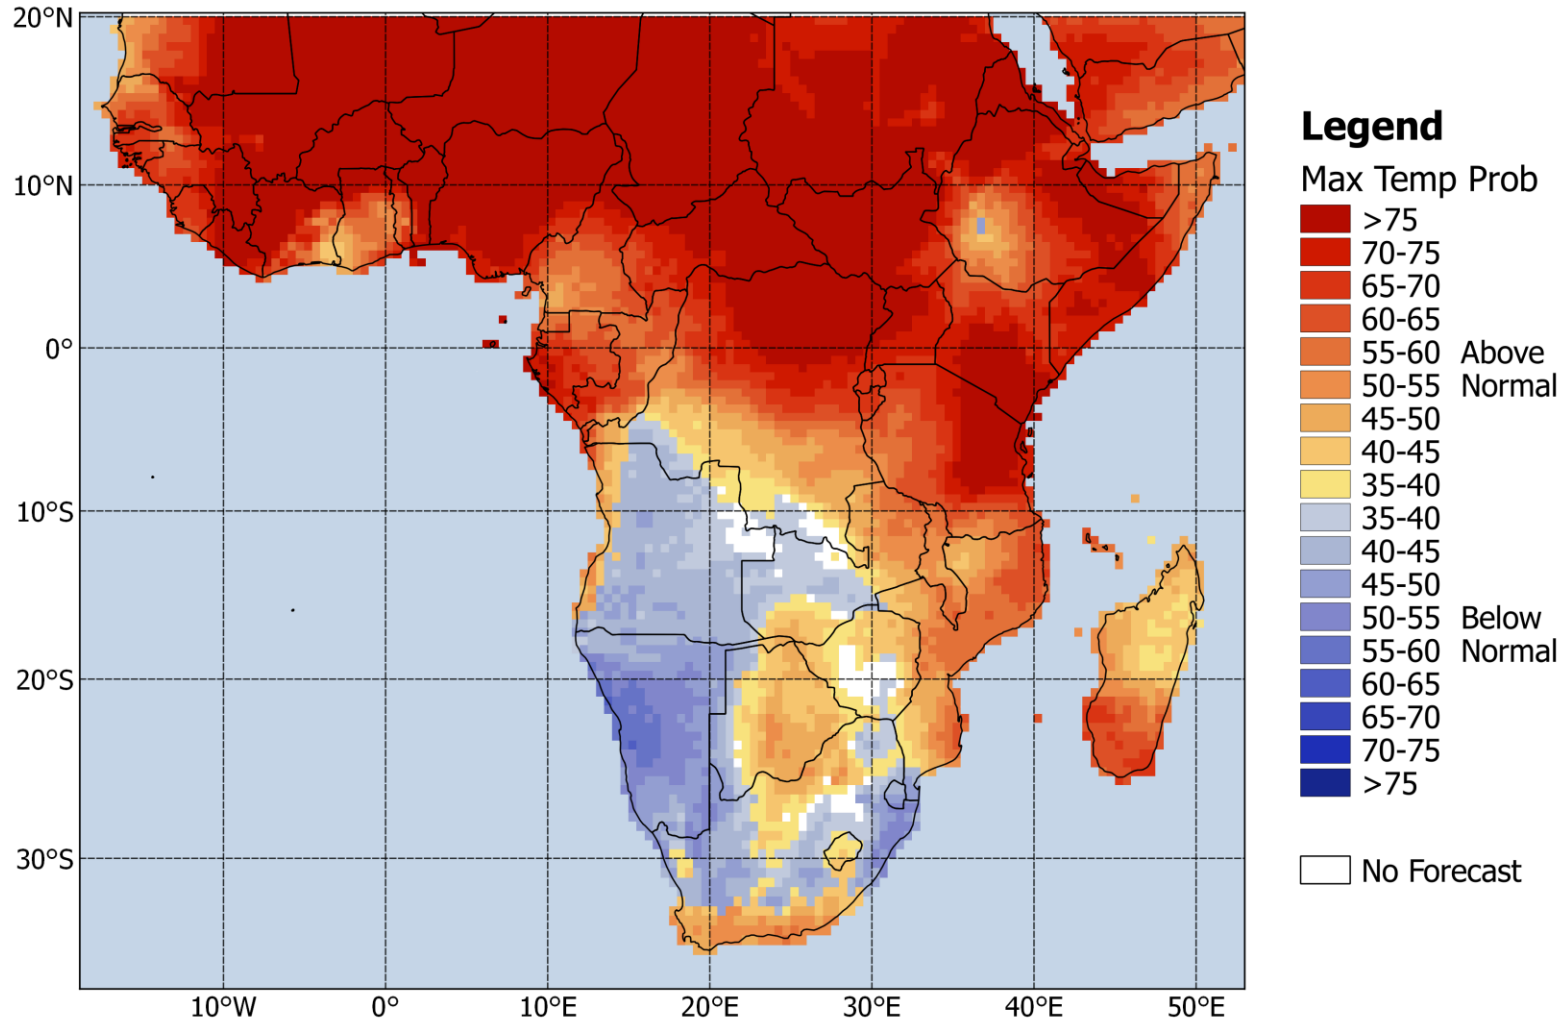 20°N
10°N
0°
10°S
20°S
30°S
10°W
0°
10°E
20°E
30°E
40°E
50°E
Legend
Max Temp Prob
>75
70-75
65-70
60-65
55-60 Above
50-55 Normal
45-50
40-45
35-40
35-40
40-45
45-50
50-55 Below
55-60 Normal
60-65
65-70
70-75
>75
No Forecast